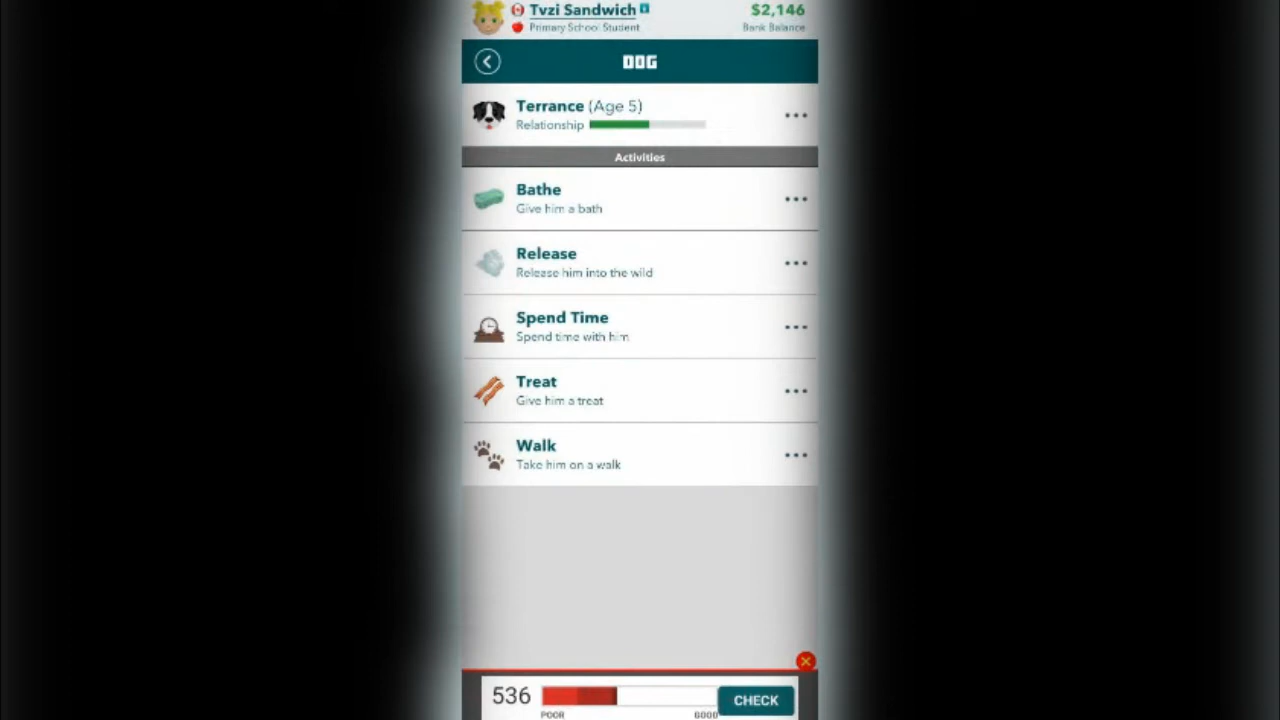 Tvzi Sandwich
$2,146
Primary School Student
Bank Balance
DOG
Terrance (Age 5)
Relationship
Activities
Bathe
Give him a bath
Release
Release him into the wild
Spend Time
Spend time with him
Treat
Give him a treat
Walk
Take him on a walk
536
CHECK
POOR
GOOD